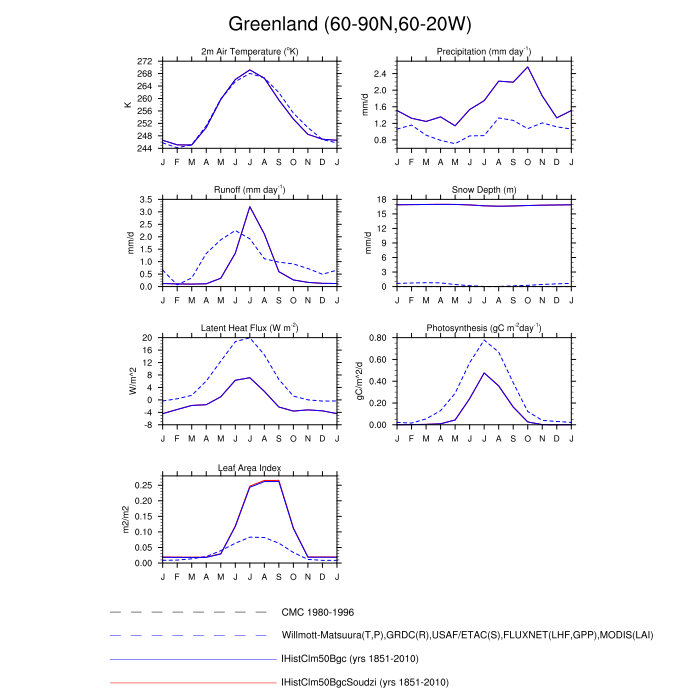 Greenland (60-90N,60-20W)
2m Air Temperature (°K)
272
268
264
260
256
252
248
244
K
J F M A M J J A S O N D J
Precipitation (mm day⁻¹)
2.4
2.0
1.6
1.2
0.8
mm/d
J F M A M J J A S O N D J
Runoff (mm day⁻¹)
3.5
3.0
2.5
2.0
1.5
1.0
0.5
0.0
mm/d
J F M A M J J A S O N D J
Snow Depth (m)
18
15
12
9
6
3
0
mm/d
J F M A M J J A S O N D J
Latent Heat Flux (W m⁻²)
20
16
12
8
4
0
-4
-8
W/m^2
J F M A M J J A S O N D J
Photosynthesis (gC m⁻²day⁻¹)
0.80
0.60
0.40
0.20
0.00
gC/m^2/d
J F M A M J J A S O N D J
Leaf Area Index
0.25
0.20
0.15
0.10
0.05
0.00
m2/m2
J F M A M J J A S O N D J
CMC 1980-1996
Willmott-Matsuura(T,P),GRDC(R),USAF/ETAC(S),FLUXNET(LHF,GPP),MODIS(LAI)
IHistClm50Bgc (yrs 1851-2010)
IHistClm50BgcSoudzi (yrs 1851-2010)